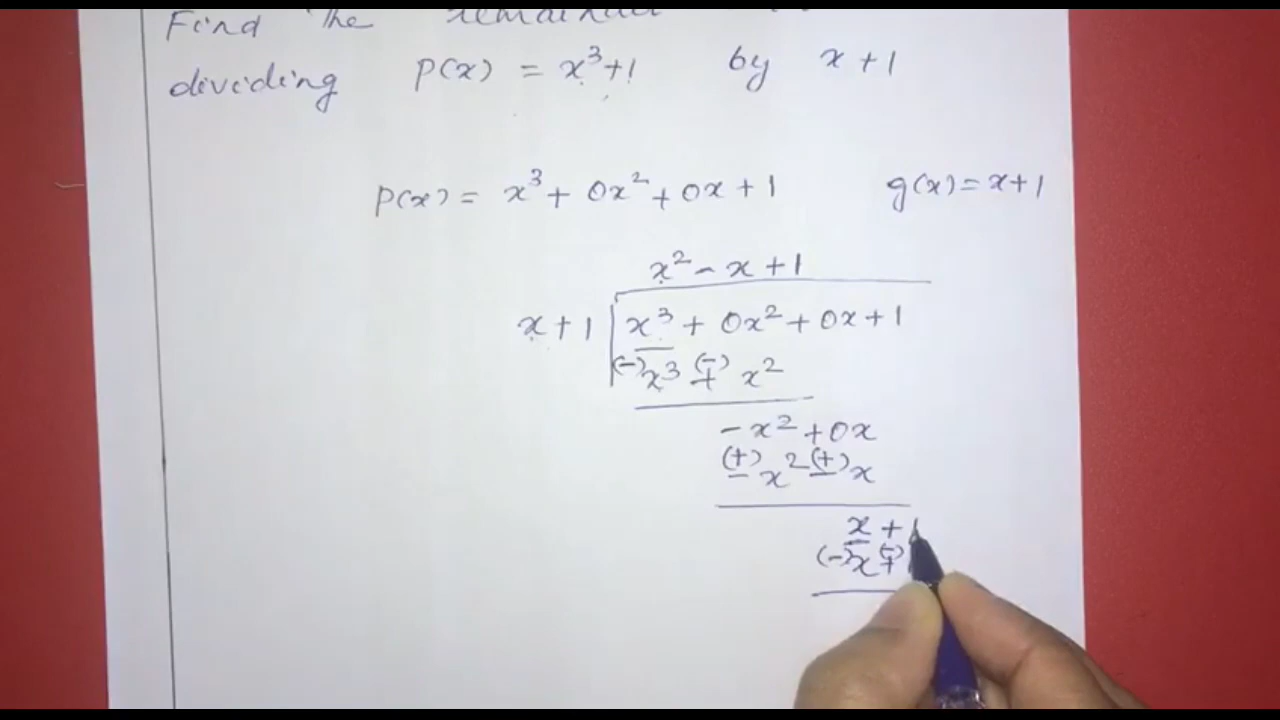 Find the remainder
dividing p(x) = x³+1 by x+1
p(x) = x³ + 0x² + 0x + 1 g(x) = x+1
x² - x + 1
x + 1 x³ + 0x² + 0x + 1
(-) x³ (-) + x²
- x² + 0x
(+) - x² (+) - x
x + 1
(-) x (-) +